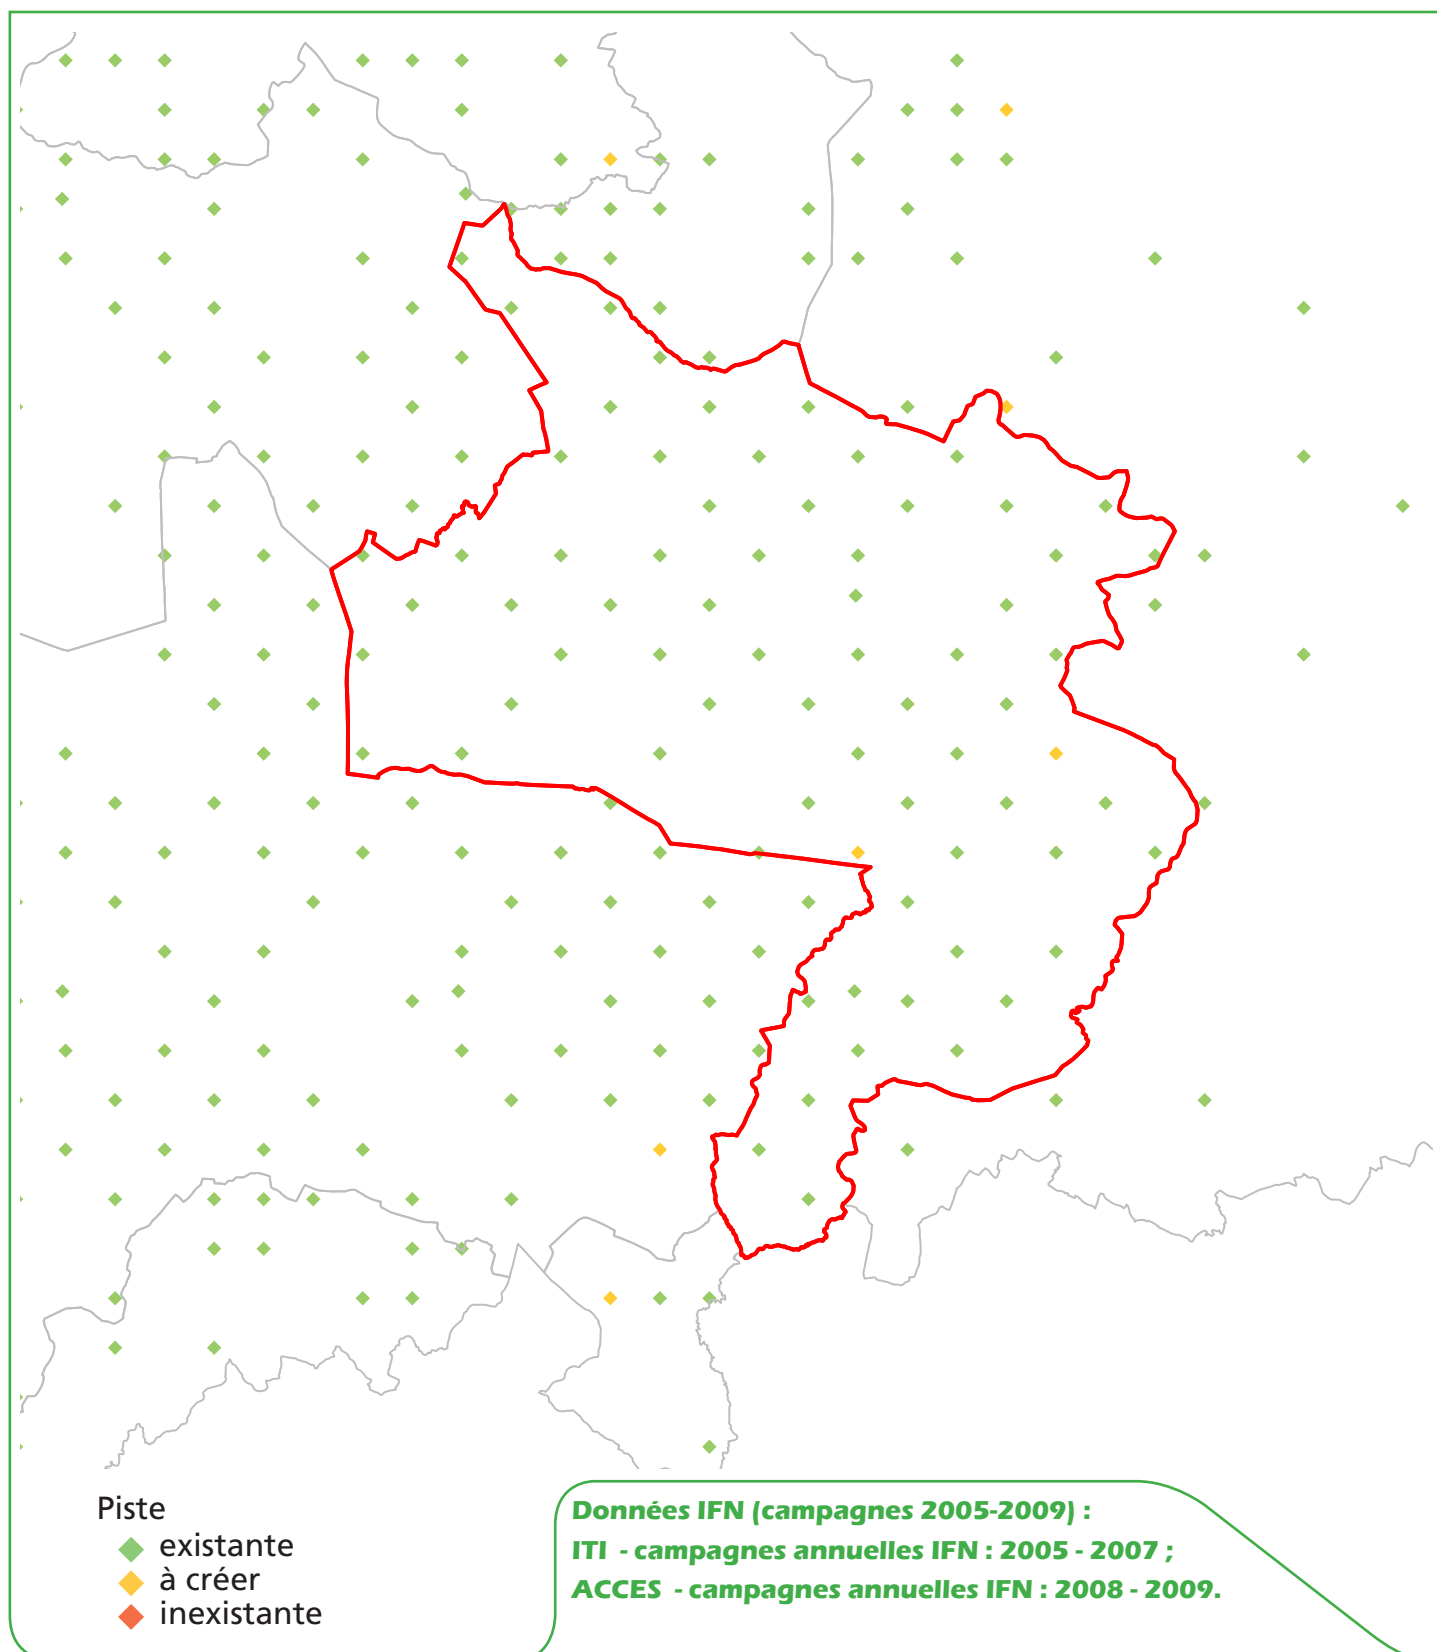 Piste
existante
à créer
inexistante
Données IFN (campagnes 2005-2009) :
ITI - campagnes annuelles IFN : 2005 - 2007 ;
ACCES - campagnes annuelles IFN : 2008 - 2009.